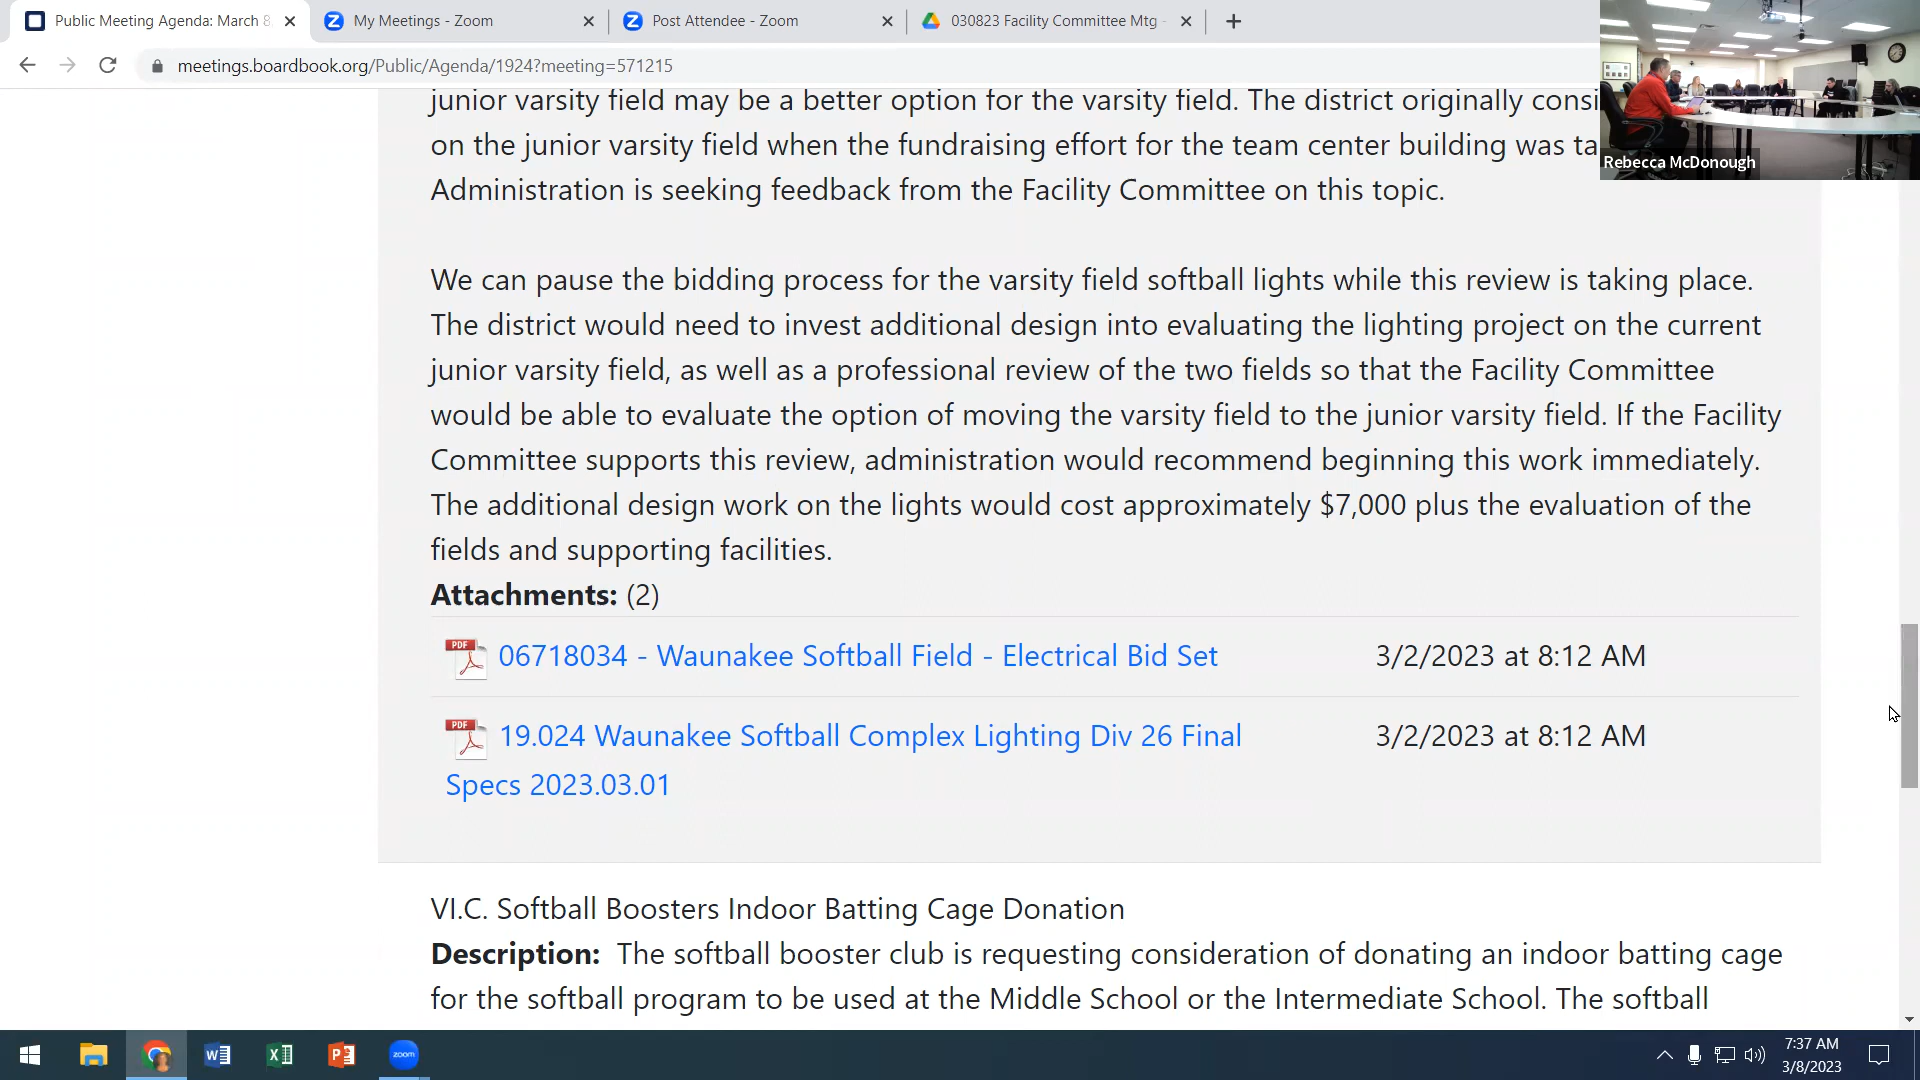 Public Meeting Agenda: March 8
My Meetings - Zoom
Post Attendee - Zoom
030823 Facility Committee Mtg -
meetings.boardbook.org/Public/Agenda/1924?meeting=571215
Rebecca McDonough
junior varsity field may be a better option for the varsity field. The district originally consi
on the junior varsity field when the fundraising effort for the team center building was ta
Administration is seeking feedback from the Facility Committee on this topic.
We can pause the bidding process for the varsity field softball lights while this review is taking place.
The district would need to invest additional design into evaluating the lighting project on the current
junior varsity field, as well as a professional review of the two fields so that the Facility Committee
would be able to evaluate the option of moving the varsity field to the junior varsity field. If the Facility
Committee supports this review, administration would recommend beginning this work immediately.
The additional design work on the lights would cost approximately $7,000 plus the evaluation of the
fields and supporting facilities.
Attachments: (2)
PDF 06718034 - Waunakee Softball Field - Electrical Bid Set 3/2/2023 at 8:12 AM
PDF 19.024 Waunakee Softball Complex Lighting Div 26 Final 3/2/2023 at 8:12 AM
Specs 2023.03.01
VI.C. Softball Boosters Indoor Batting Cage Donation
Description: The softball booster club is requesting consideration of donating an indoor batting cage
for the softball program to be used at the Middle School or the Intermediate School. The softball
zoom
7:37 AM
3/8/2023